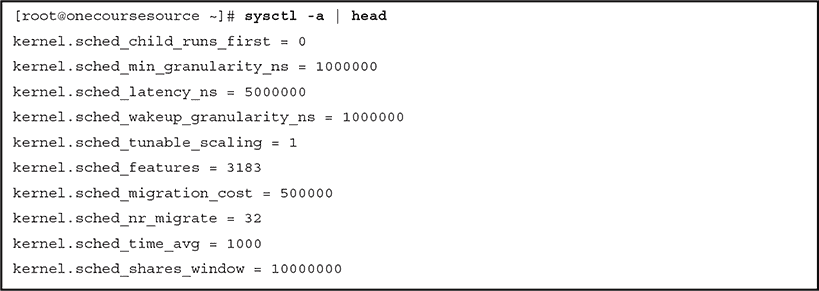 [root@onecoursesource ~]# sysctl -a | head
kernel.sched_child_runs_first = 0
kernel.sched_min_granularity_ns = 1000000
kernel.sched_latency_ns = 5000000
kernel.sched_wakeup_granularity_ns = 1000000
kernel.sched_tunable_scaling = 1
kernel.sched_features = 3183
kernel.sched_migration_cost = 500000
kernel.sched_nr_migrate = 32
kernel.sched_time_avg = 1000
kernel.sched_shares_window = 10000000